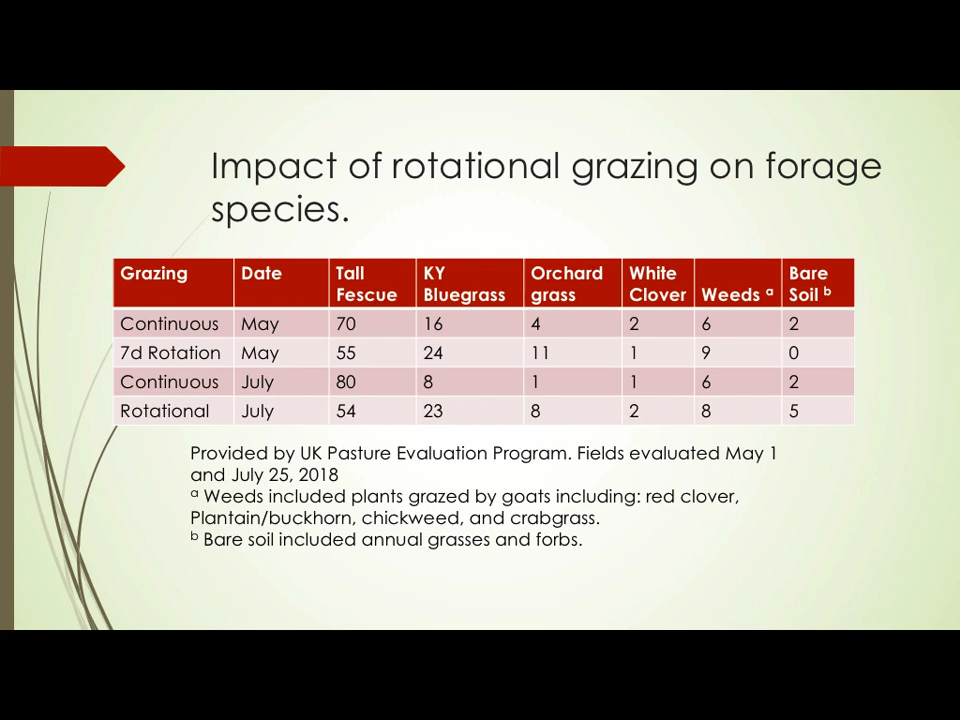 Impact of rotational grazing on forage
species.
Grazing Date Tall Fescue KY Bluegrass Orchard grass White Clover Weeds a Bare Soil b
Continuous May 70 16 4 2 6 2
7d Rotation May 55 24 11 1 9 0
Continuous July 80 8 1 1 6 2
Rotational July 54 23 8 2 8 5
Provided by UK Pasture Evaluation Program. Fields evaluated May 1
and July 25, 2018
a Weeds included plants grazed by goats including: red clover,
Plantain/buckhorn, chickweed, and crabgrass.
b Bare soil included annual grasses and forbs.